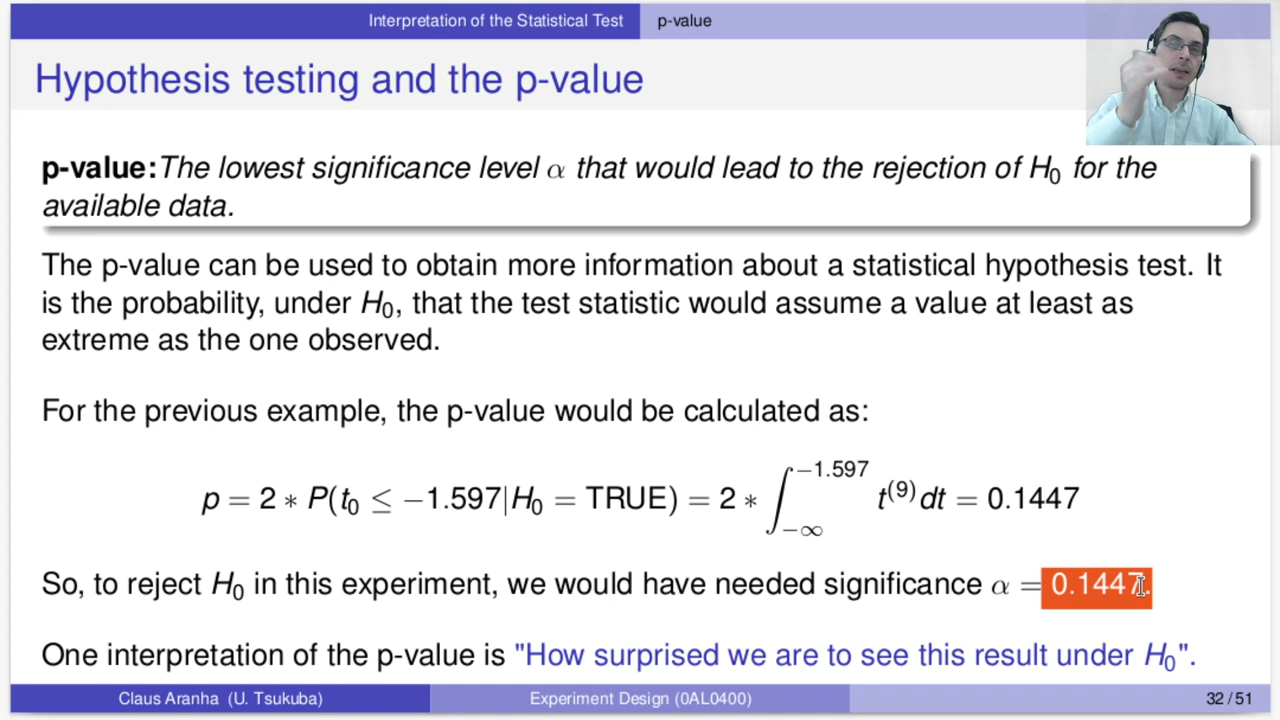 Interpretation of the Statistical Test p-value
Hypothesis testing and the p-value
p-value:The lowest significance level α that would lead to the rejection of H₀ for the
available data.
The p-value can be used to obtain more information about a statistical hypothesis test. It
is the probability, under H₀, that the test statistic would assume a value at least as
extreme as the one observed.
For the previous example, the p-value would be calculated as:
p = 2 ∗ P(t₀ ≤ −1.597|H₀ = TRUE) = 2 ∗ ∫_{−∞}^{−1.597} t⁽⁹⁾dt = 0.1447
So, to reject H₀ in this experiment, we would have needed significance α = 0.1447.
One interpretation of the p-value is "How surprised we are to see this result under H₀".
Claus Aranha (U. Tsukuba) Experiment Design (0AL0400) 32 / 51